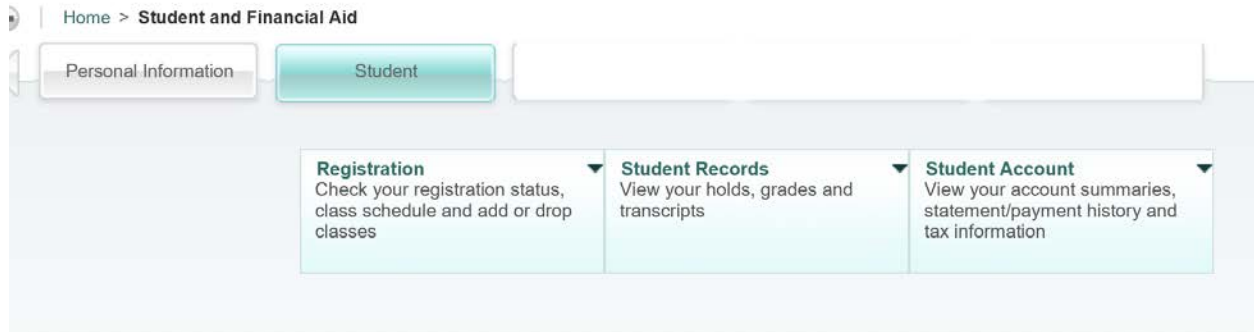 Home > Student and Financial Aid
Personal Information
Student
Registration
Check your registration status,
class schedule and add or drop
classes
Student Records
View your holds, grades and
transcripts
Student Account
View your account summaries,
statement/payment history and
tax information